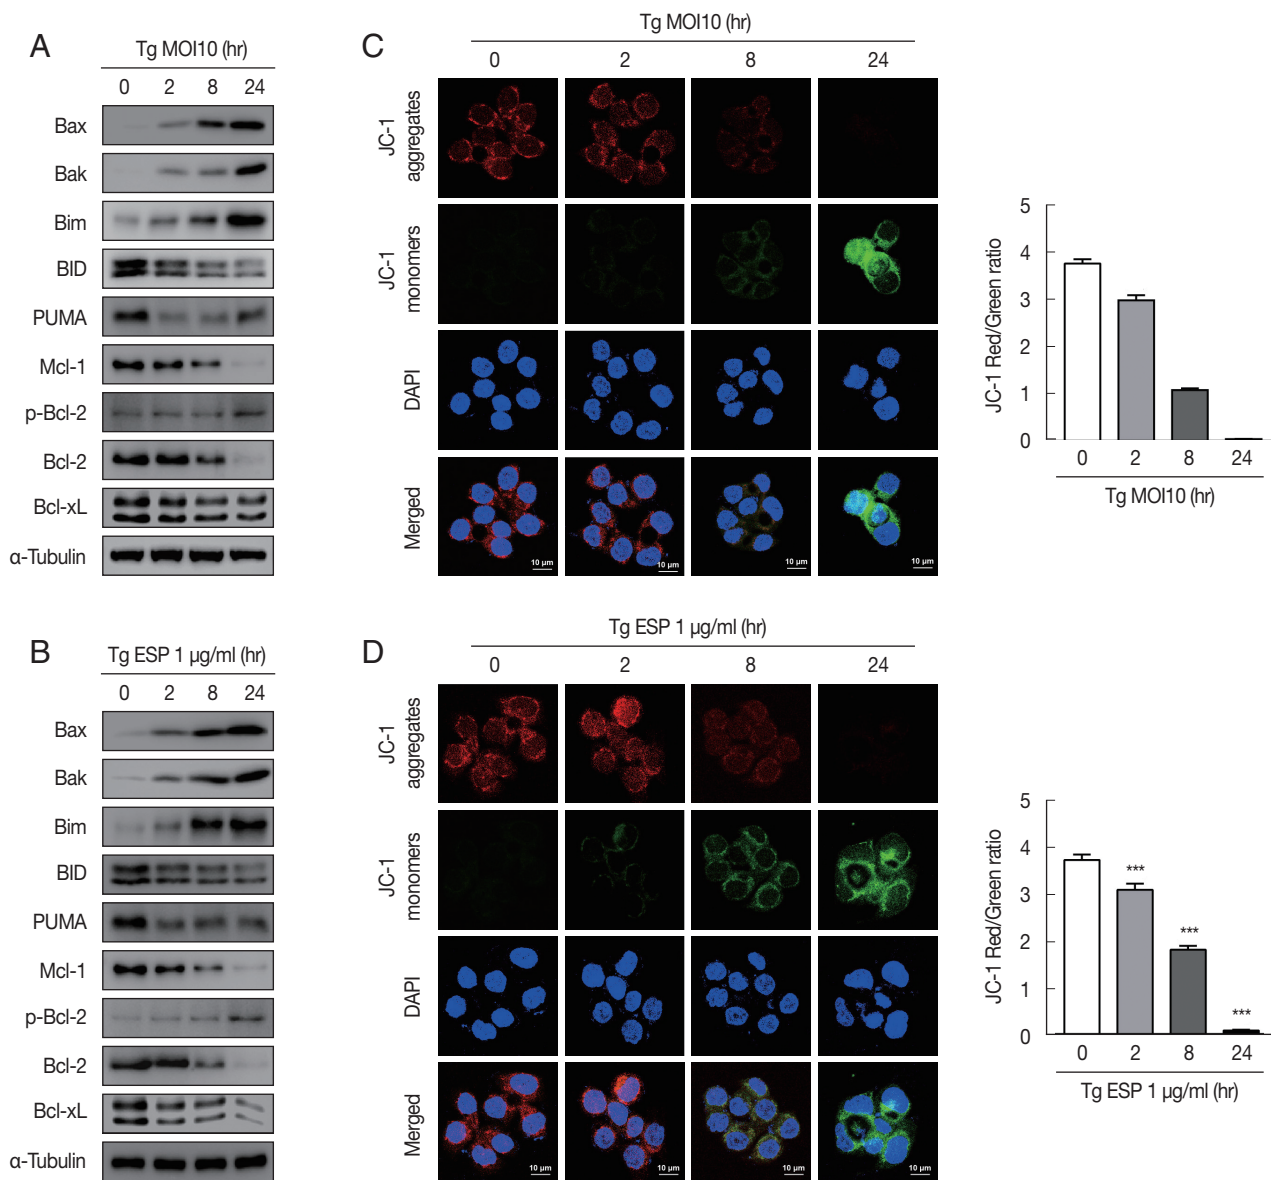 A
Tg MOI10 (hr)
0 2 8 24
Bax
Bak
Bim
BID
PUMA
Mcl-1
p-Bcl-2
Bcl-2
Bcl-xL
α-Tubulin
C
Tg MOI10 (hr)
0 2 8 24
JC-1
aggregates
JC-1
monomers
DAPI
Merged
10 μm 10 μm 10 μm 10 μm
JC-1 Red/Green ratio
5
4
3
2
1
0
0 2 8 24
Tg MOI10 (hr)
B
Tg ESP 1 μg/ml (hr)
0 2 8 24
Bax
Bak
Bim
BID
PUMA
Mcl-1
p-Bcl-2
Bcl-2
Bcl-xL
α-Tubulin
D
Tg ESP 1 μg/ml (hr)
0 2 8 24
JC-1
aggregates
JC-1
monomers
DAPI
Merged
10 μm 10 μm 10 μm 10 μm
JC-1 Red/Green ratio
5
4
3
2
1
0
***
***
***
0 2 8 24
Tg ESP 1 μg/ml (hr)